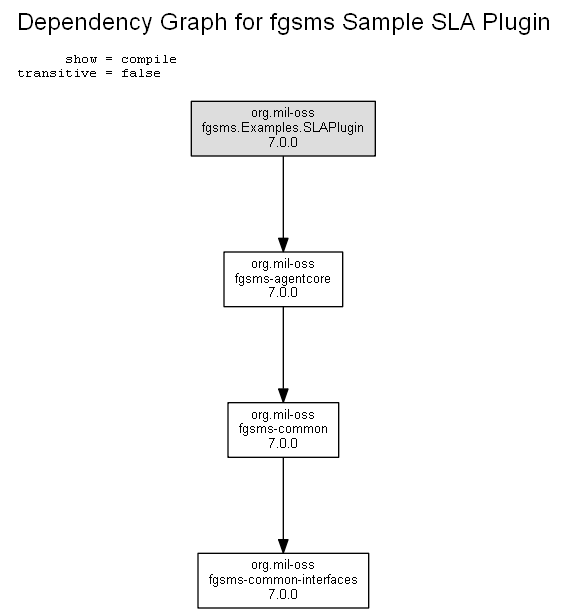 Dependency Graph for fgsms Sample SLA Plugin
show = compile
transitive = false
org.mil-oss
fgsms.Examples.SLAPlugin
7.0.0
org.mil-oss
fgsms-agentcore
7.0.0
org.mil-oss
fgsms-common
7.0.0
org.mil-oss
fgsms-common-interfaces
7.0.0